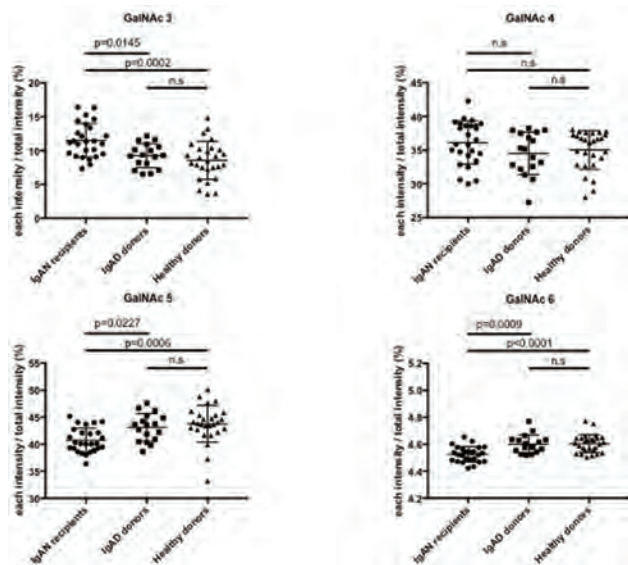 GalNAc 3
p=0.0145
p=0.0002
n.s
20
15
10
5
0
each intensity / total intensity (%)
IgAN recipients
IgAD donors
Healthy donors
GalNAc 4
n.s
n.s
n.s
45
40
35
30
25
each intensity / total intensity (%)
IgAN recipients
IgAD donors
Healthy donors
GalNAc 5
p=0.0227
p=0.0006
n.s
55
50
45
40
35
30
each intensity / total intensity (%)
IgAN recipients
IgAD donors
Healthy donors
GalNAc 6
p=0.0009
p<0.0001
n.s
5.2
5.0
4.8
4.6
4.4
4.2
each intensity / total intensity (%)
IgAN recipients
IgAD donors
Healthy donors